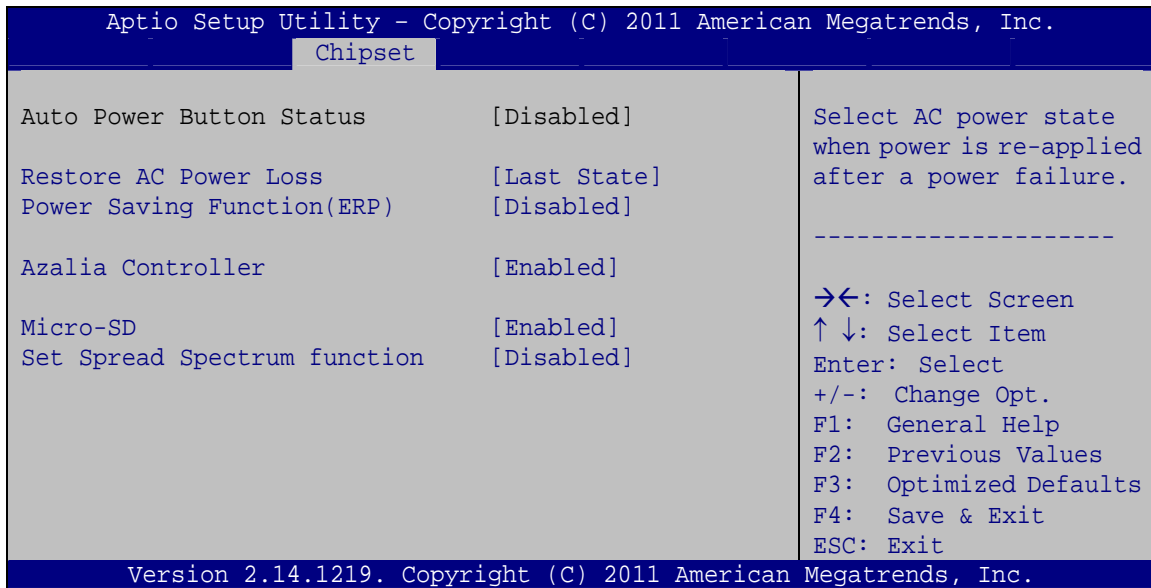 Aptio Setup Utility – Copyright (C) 2011 American Megatrends, Inc.
Chipset
Auto Power Button Status [Disabled]
Restore AC Power Loss [Last State]
Power Saving Function(ERP) [Disabled]
Azalia Controller [Enabled]
Micro-SD [Enabled]
Set Spread Spectrum function [Disabled]
Select AC power state
when power is re-applied
after a power failure.
---------------------
→←: Select Screen
↑ ↓: Select Item
Enter: Select
+/-: Change Opt.
F1: General Help
F2: Previous Values
F3: Optimized Defaults
F4: Save & Exit
ESC: Exit
Version 2.14.1219. Copyright (C) 2011 American Megatrends, Inc.